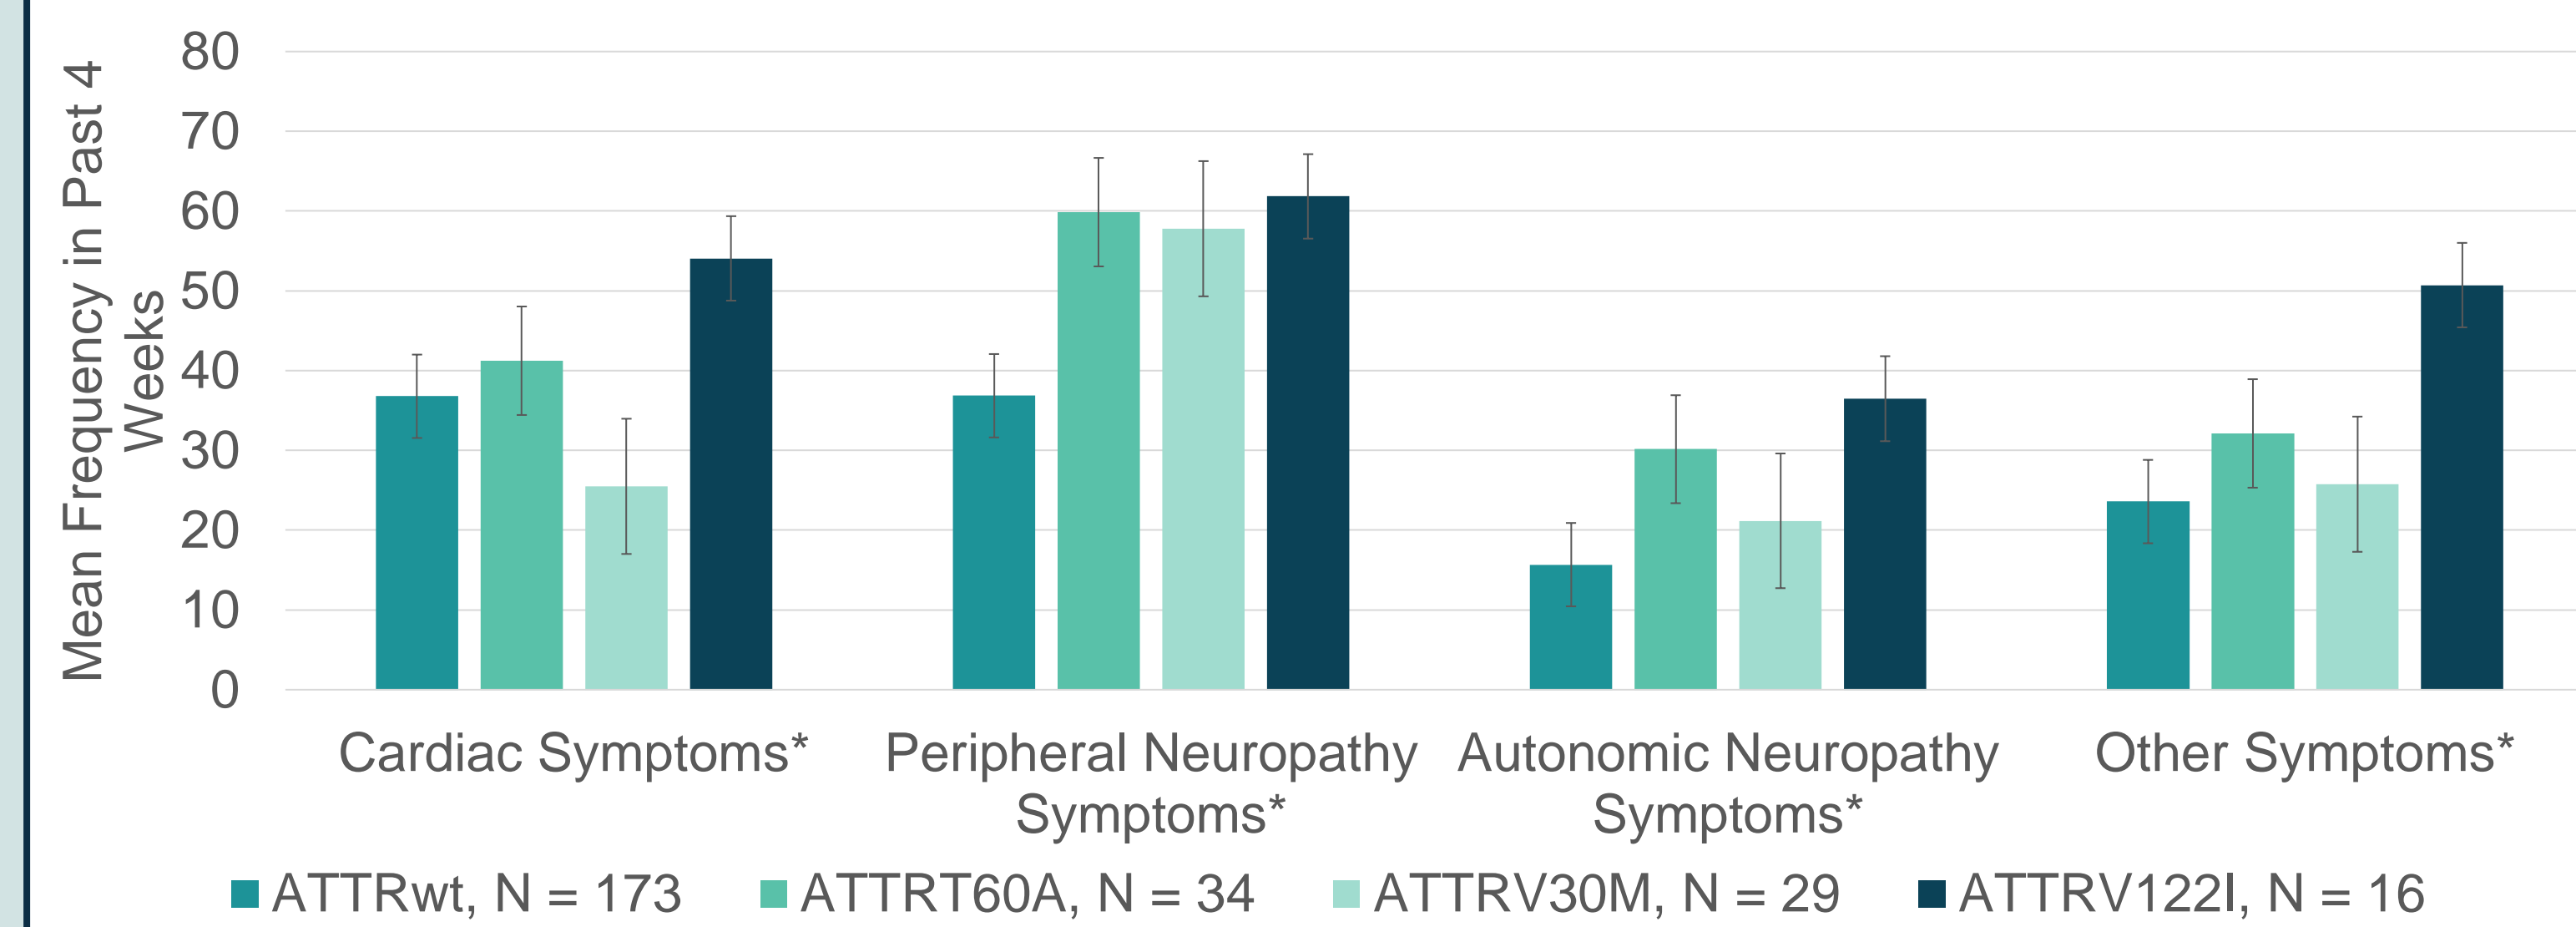 Mean Frequency in Past 4
Weeks
80
70
60
50
40
30
20
10
0
Cardiac Symptoms*
Peripheral Neuropathy
Symptoms*
Autonomic Neuropathy
Symptoms*
Other Symptoms*
ATTRwt, N = 173
ATTRT60A, N = 34
ATTRV30M, N = 29
ATTRV122I, N = 16